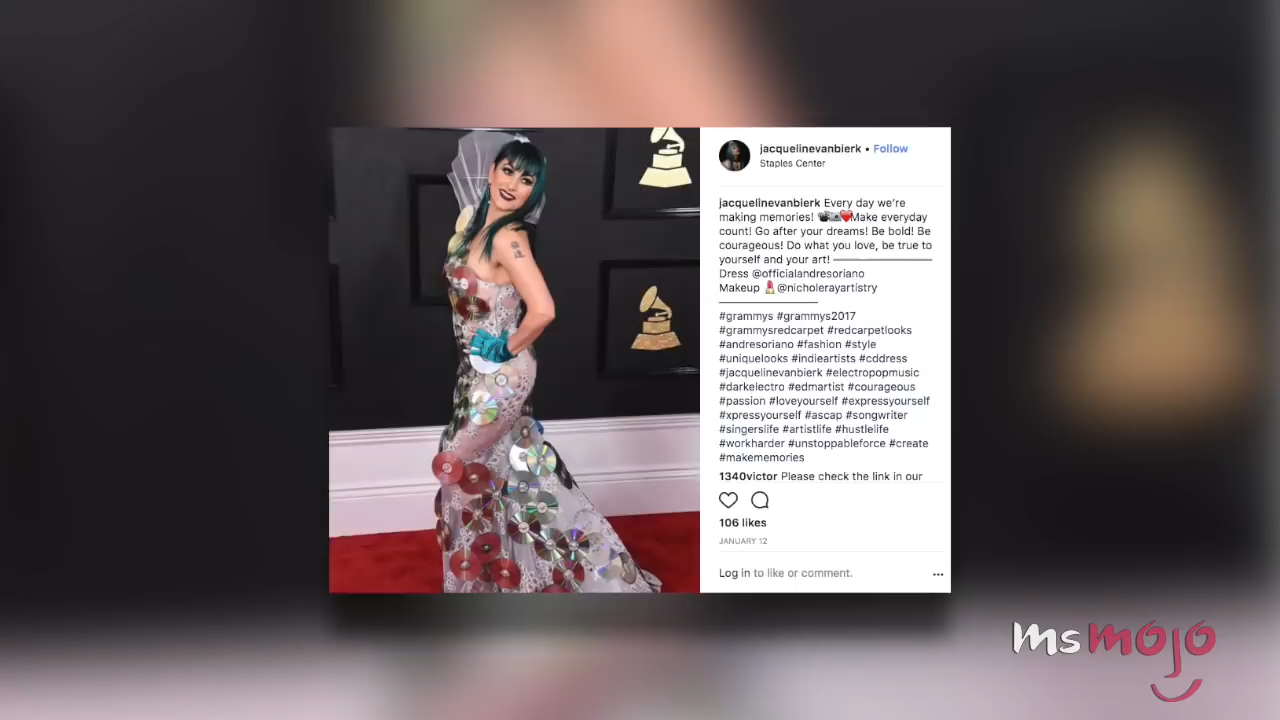 jacquelinevanbierk • Follow
Staples Center
jacquelinevanbierk Every day we're
making memories! Make everyday
count! Go after your dreams! Be bold! Be
courageous! Do what you love, be true to
yourself and your art!
Dress @officialandresoriano
Makeup @nicholerayartistry
#grammys #grammys2017
#grammysredcarpet #redcarpetlooks
#andresoriano #fashion #style
#uniquelooks #indieartists #cddress
#jacquelinevanbierk #electropopmusic
#darkelectro #edmartist #courageous
#passion #loveyourself #expressyourself
#xpressyourself #ascap #songwriter
#singerslife #artistlife #hustlelife
#workharder #unstoppableforce #create
#makememories
1340victor Please check the link in our
106 likes
JANUARY 12
Log in to like or comment.
msmojo